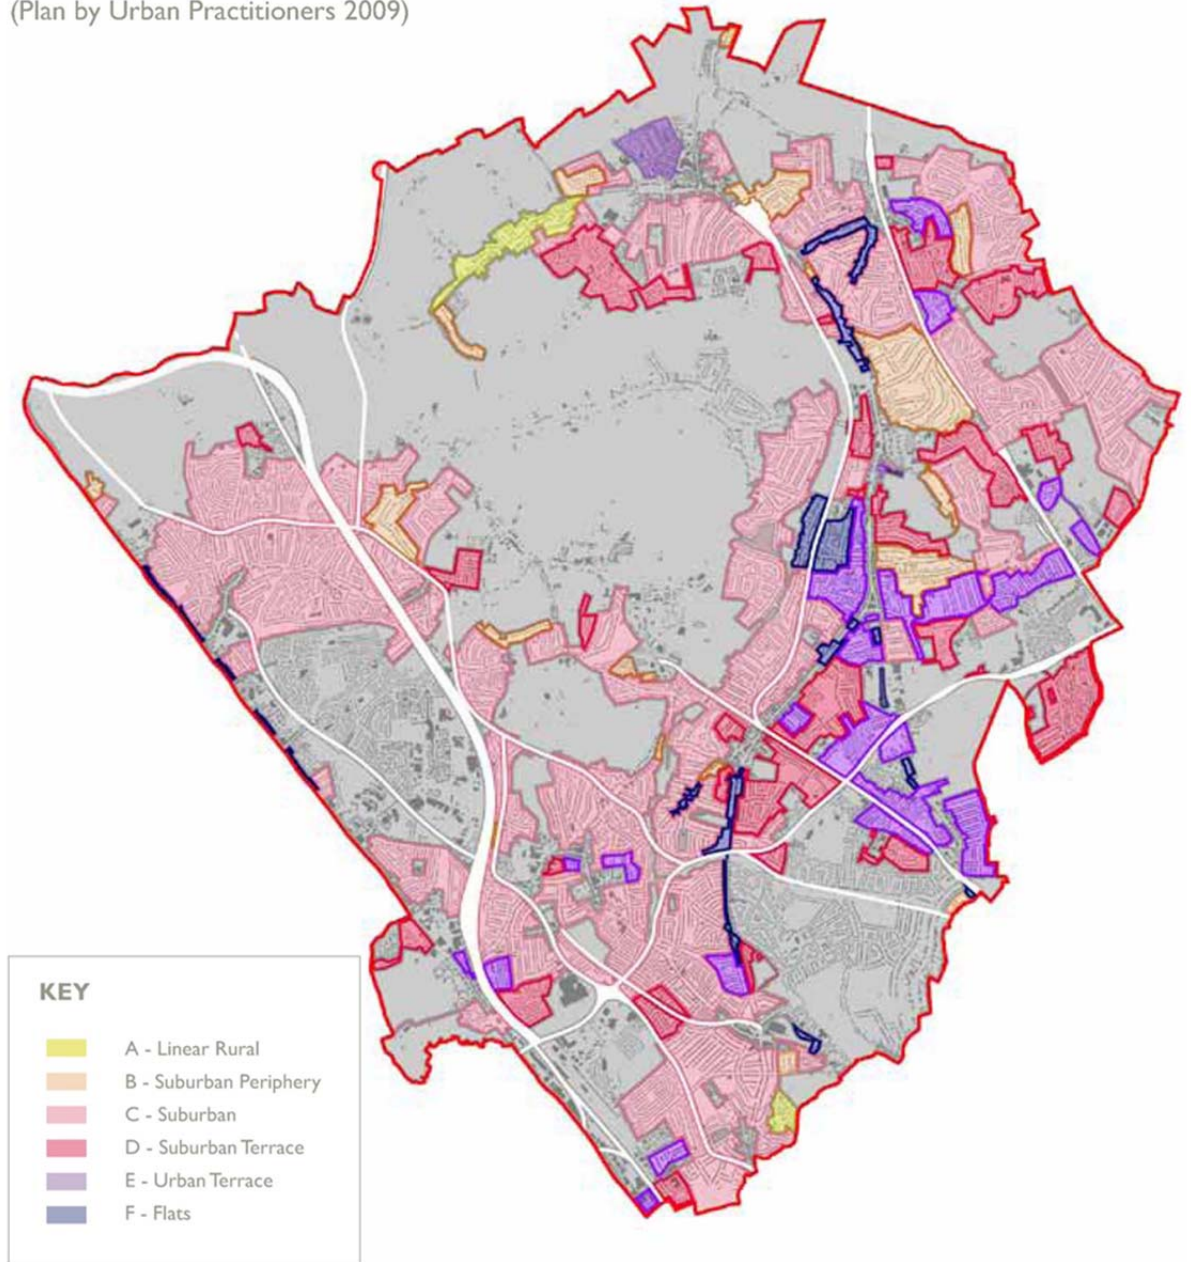 (Plan by Urban Practitioners 2009)
KEY
A - Linear Rural
B - Suburban Periphery
C - Suburban
D - Suburban Terrace
E - Urban Terrace
F - Flats